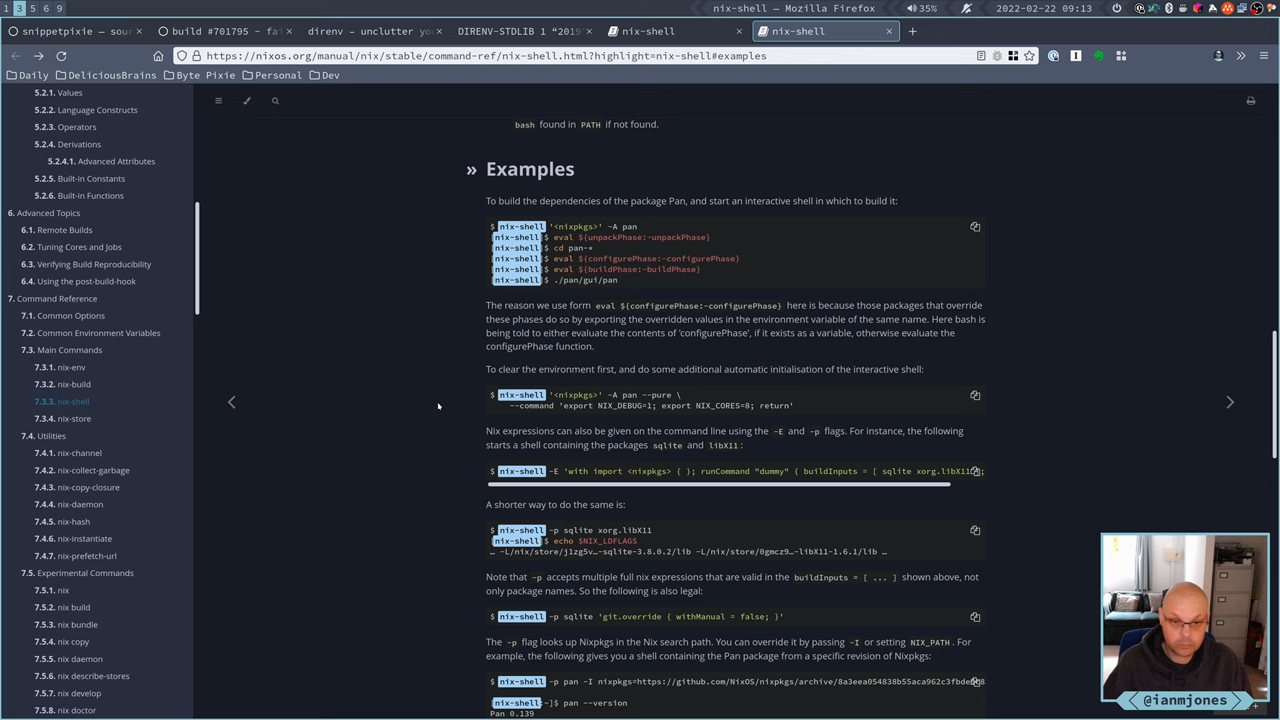 1 3 5 6 9
nix-shell — Mozilla Firefox
35%
2022-02-22 09:13
snippetpixie — sour
build #701795 – fai
direnv – unclutter you
DIRENV-STDLIB 1 “2019
nix-shell
nix-shell
https://nixos.org/manual/nix/stable/command-ref/nix-shell.html?highlight=nix-shell#examples
Daily
DeliciousBrains
Byte Pixie
Personal
Dev
5.2.1. Values
5.2.2. Language Constructs
5.2.3. Operators
5.2.4. Derivations
5.2.4.1. Advanced Attributes
5.2.5. Built-in Constants
5.2.6. Built-in Functions
6. Advanced Topics
6.1. Remote Builds
6.2. Tuning Cores and Jobs
6.3. Verifying Build Reproducibility
6.4. Using the post-build-hook
7. Command Reference
7.1. Common Options
7.2. Common Environment Variables
7.3. Main Commands
7.3.1. nix-env
7.3.2. nix-build
7.3.3. nix-shell
7.3.4. nix-store
7.4. Utilities
7.4.1. nix-channel
7.4.2. nix-collect-garbage
7.4.3. nix-copy-closure
7.4.4. nix-daemon
7.4.5. nix-hash
7.4.6. nix-instantiate
7.4.7. nix-prefetch-url
7.5. Experimental Commands
7.5.1. nix
7.5.2. nix build
7.5.3. nix bundle
7.5.4. nix copy
7.5.5. nix daemon
7.5.6. nix describe-stores
7.5.7. nix develop
7.5.8. nix doctor
bash found in PATH if not found.
» Examples
To build the dependencies of the package Pan, and start an interactive shell in which to build it:
$ nix-shell '<nixpkgs>' -A pan
[nix-shell]$ eval ${unpackPhase:-unpackPhase}
[nix-shell]$ cd pan-*
[nix-shell]$ eval ${configurePhase:-configurePhase}
[nix-shell]$ eval ${buildPhase:-buildPhase}
[nix-shell]$ ./pan/gui/pan
The reason we use form eval ${configurePhase:-configurePhase} here is because those packages that override
these phases do so by exporting the overridden values in the environment variable of the same name. Here bash is
being told to either evaluate the contents of 'configurePhase', if it exists as a variable, otherwise evaluate the
configurePhase function.
To clear the environment first, and do some additional automatic initialisation of the interactive shell:
$ nix-shell '<nixpkgs>' -A pan --pure \
--command 'export NIX_DEBUG=1; export NIX_CORES=8; return'
Nix expressions can also be given on the command line using the -E and -p flags. For instance, the following
starts a shell containing the packages sqlite and libX11:
$ nix-shell -E 'with import <nixpkgs> { }; runCommand "dummy" { buildInputs = [ sqlite xorg.libX11
A shorter way to do the same is:
$ nix-shell -p sqlite xorg.libX11
[nix-shell]$ echo $NIX_LDFLAGS
… -L/nix/store/j1zg5v…-sqlite-3.8.0.2/lib -L/nix/store/0gmcz9…-libX11-1.6.1/lib …
Note that -p accepts multiple full nix expressions that are valid in the buildInputs = [ ... ] shown above, not
only package names. So the following is also legal:
$ nix-shell -p sqlite 'git.override { withManual = false; }'
The -p flag looks up Nixpkgs in the Nix search path. You can override it by passing -I or setting NIX_PATH. For
example, the following gives you a shell containing the Pan package from a specific revision of Nixpkgs:
$ nix-shell -p pan -I nixpkgs=https://github.com/NixOS/nixpkgs/archive/8a3eea054838b55aca962c3fbde
[nix-shell:~]$ pan --version
Pan 0.139
@ianmjones